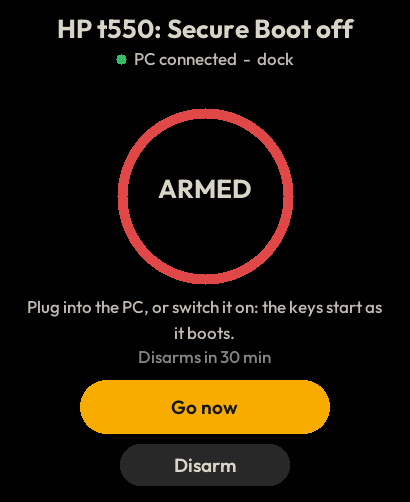 HP t550: Secure Boot off
PC connected - dock
ARMED
Plug into the PC, or switch it on: the keys start as
it boots.
Disarms in 30 min
Go now
Disarm